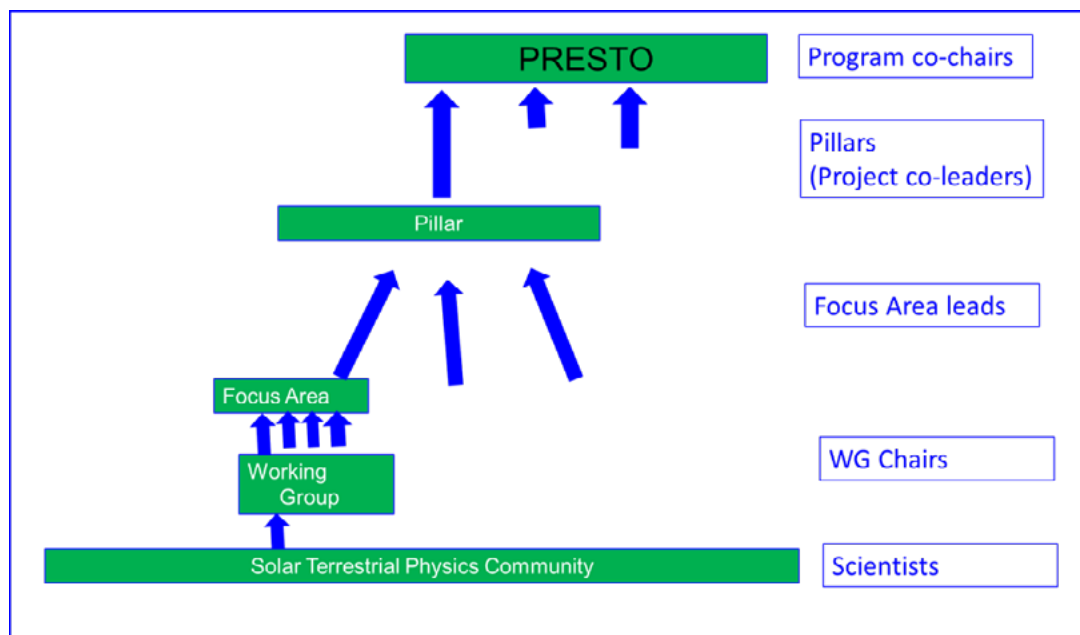 PRESTO
Program co-chairs
Pillars
(Project co-leaders)
Pillar
Focus Area leads
Focus Area
Working
Group
WG Chairs
Solar Terrestrial Physics Community
Scientists